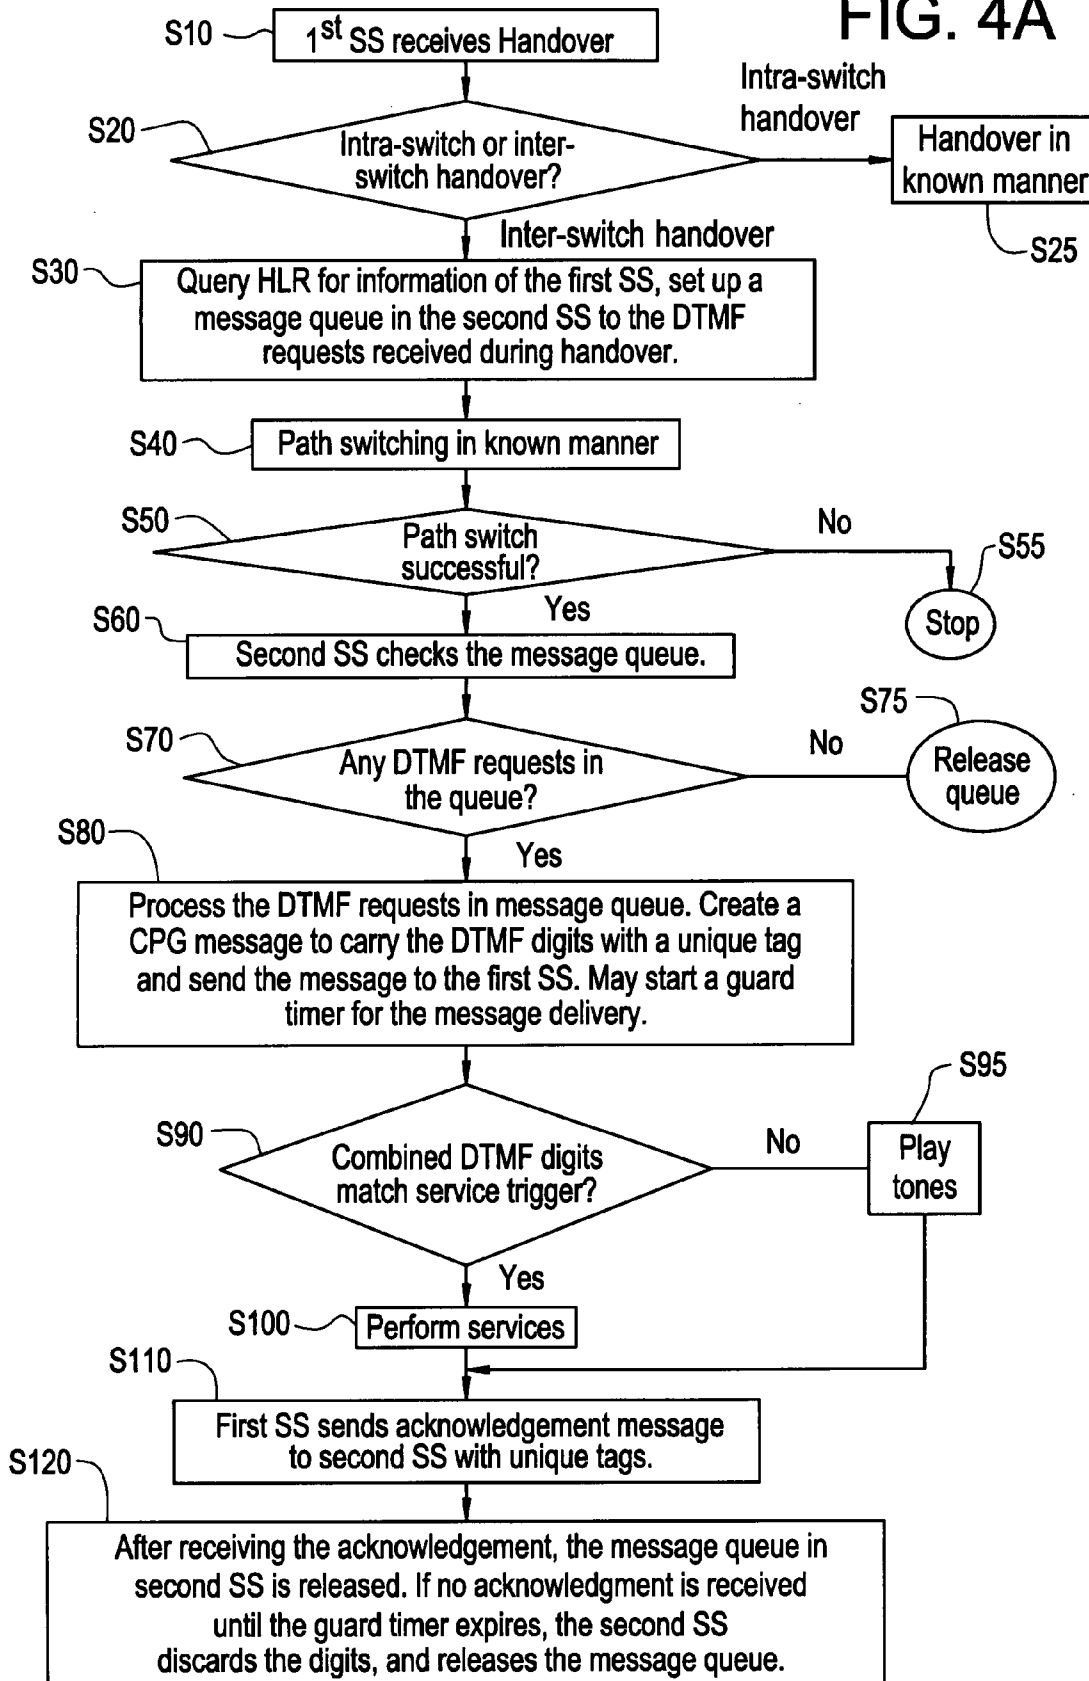 FIG. 4A
S10
1st SS receives Handover
Intra-switch
handover
S20
Intra-switch or inter-
switch handover?
Handover in
known manner
S25
Inter-switch handover
S30
Query HLR for information of the first SS, set up a
message queue in the second SS to the DTMF
requests received during handover.
S40
Path switching in known manner
S50
Path switch
successful?
No
S55
Stop
Yes
S60
Second SS checks the message queue.
S70
Any DTMF requests in
the queue?
No
S75
Release
queue
Yes
S80
Process the DTMF requests in message queue. Create a
CPG message to carry the DTMF digits with a unique tag
and send the message to the first SS. May start a guard
timer for the message delivery.
S90
Combined DTMF digits
match service trigger?
No
S95
Play
tones
Yes
S100
Perform services
S110
First SS sends acknowledgement message
to second SS with unique tags.
S120
After receiving the acknowledgement, the message queue in
second SS is released. If no acknowledgment is received
until the guard timer expires, the second SS
discards the digits, and releases the message queue.